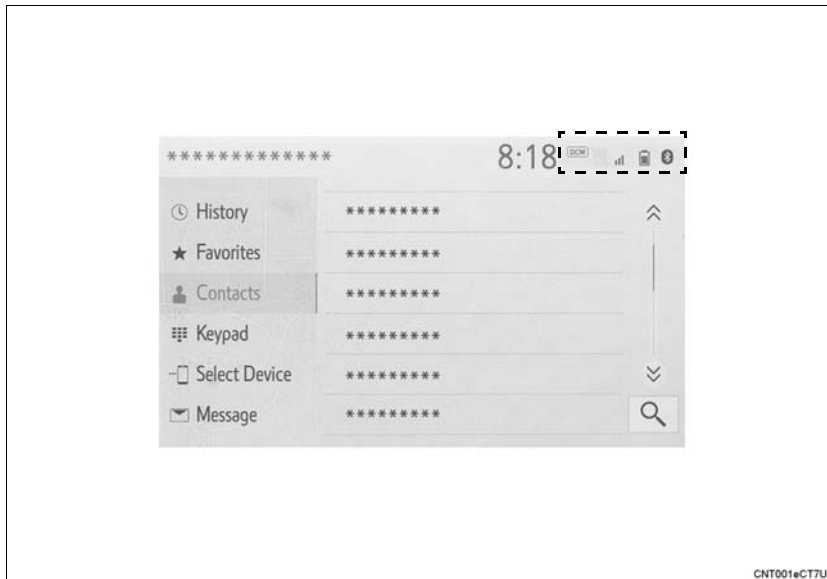 ************* 8:18 DCM
History *********
Favorites *********
Contacts *********
Keypad *********
Select Device *********
Message *********
CNT001eCT7U